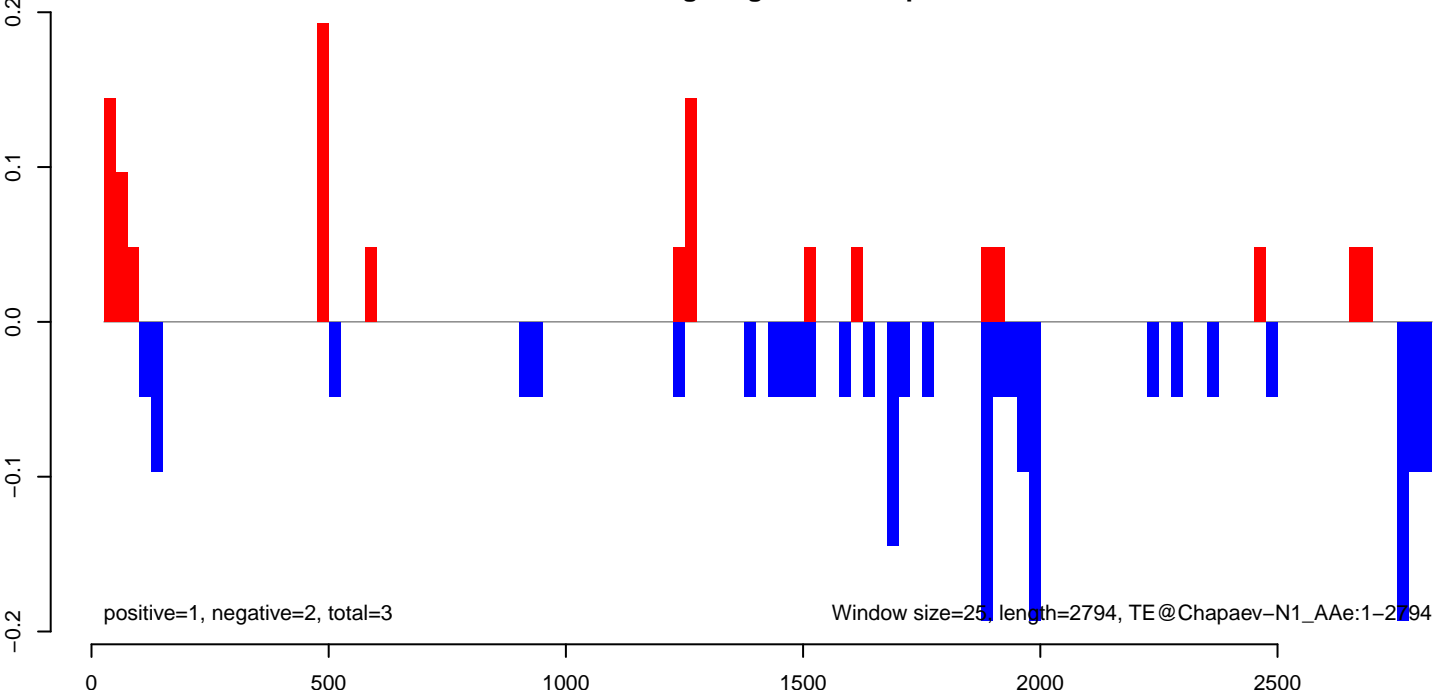 0.2
0.1
0.0
−0.1
−0.2
positive=1, negative=2, total=3
Window size=25, length=2794, TE@Chapaev−N1_AAe:1−2794
0 500 1000 1500 2000 2500